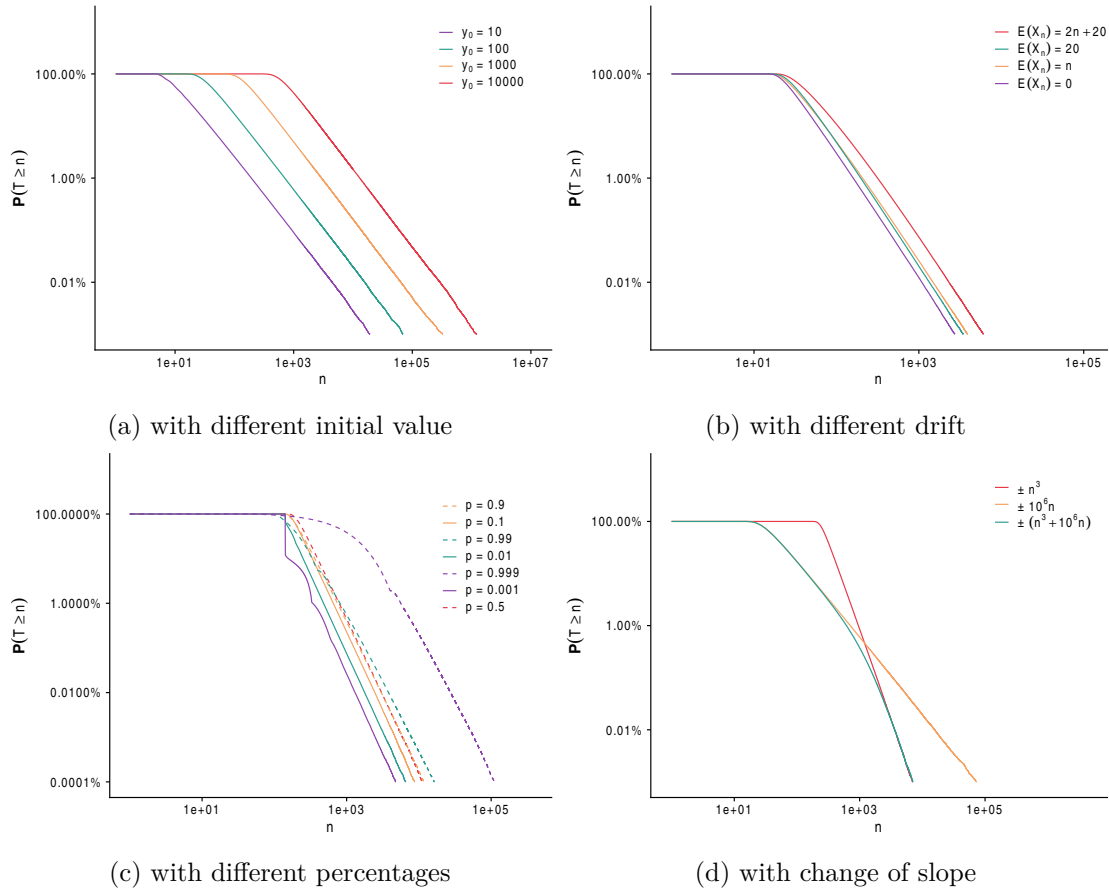 y₀ = 10
y₀ = 100
y₀ = 1000
y₀ = 10000
100.00%
1.00%
0.01%
P(T ≥ n)
1e+01 1e+03 1e+05 1e+07
n
(a) with different initial value
E(Xₙ) = 2n + 20
E(Xₙ) = 20
E(Xₙ) = n
E(Xₙ) = 0
100.00%
1.00%
0.01%
P(T ≥ n)
1e+01 1e+03 1e+05
n
(b) with different drift
p = 0.9
p = 0.1
p = 0.99
p = 0.01
p = 0.999
p = 0.001
p = 0.5
100.0000%
1.0000%
0.0100%
0.0001%
P(T ≥ n)
1e+01 1e+03 1e+05
n
(c) with different percentages
± n³
± 10⁶n
± (n³ + 10⁶n)
100.00%
1.00%
0.01%
P(T ≥ n)
1e+01 1e+03 1e+05
n
(d) with change of slope